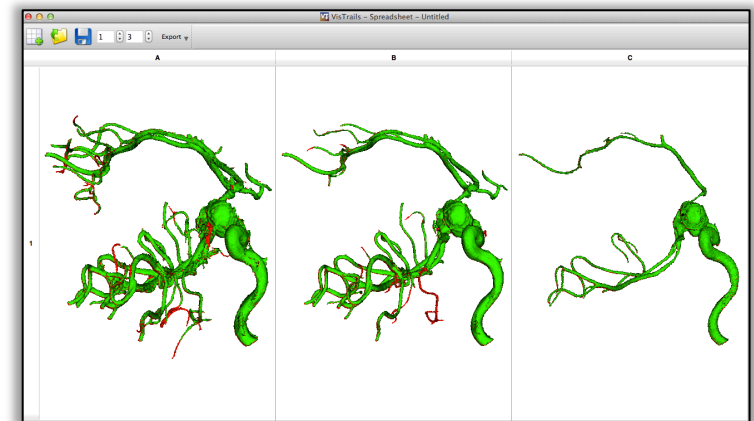 VisTrails – Spreadsheet – Untitled
1 3 Export
A B C
1